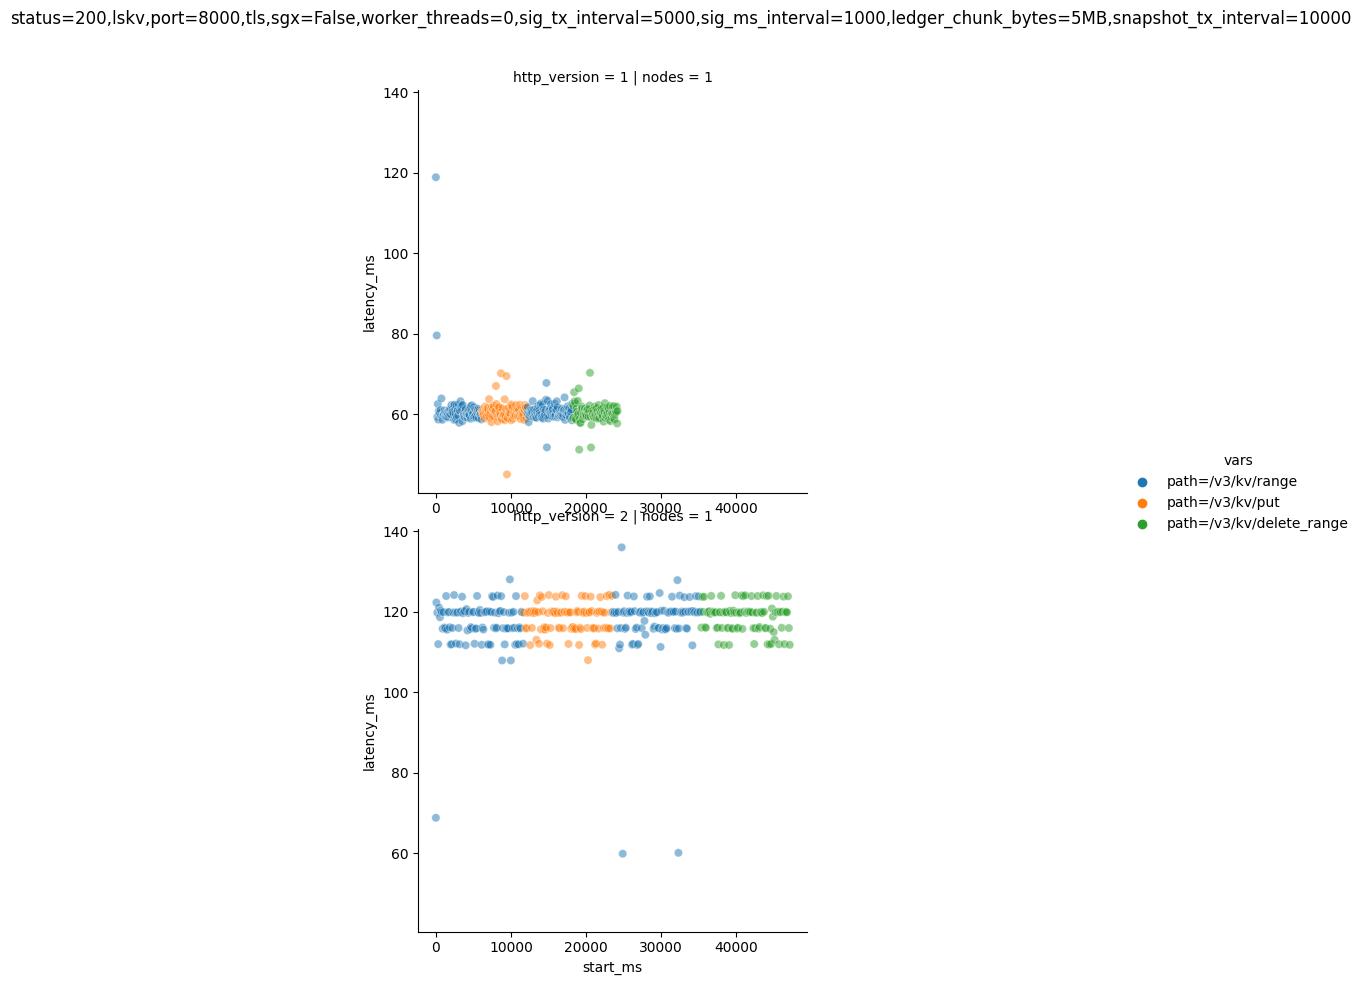 status=200,lskv,port=8000,tls,sgx=False,worker_threads=0,sig_tx_interval=5000,sig_ms_interval=1000,ledger_chunk_bytes=5MB,snapshot_tx_interval=10000
http_version = 1 | nodes = 1
140
120
100
80
60
latency_ms
0 10000 20000 30000 40000
http_version = 2 | nodes = 1
140
120
100
80
60
latency_ms
0 10000 20000 30000 40000
start_ms
vars
path=/v3/kv/range
path=/v3/kv/put
path=/v3/kv/delete_range